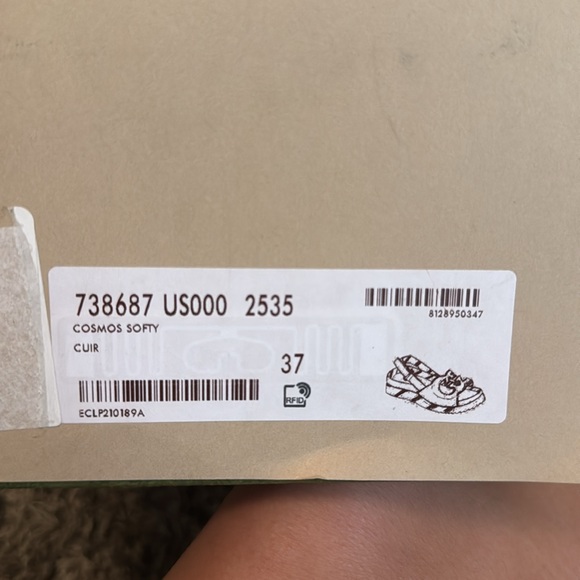 738687 US000 2535
8128950347
COSMOS SOFTY
CUIR
37
RFID
ECLP210189A